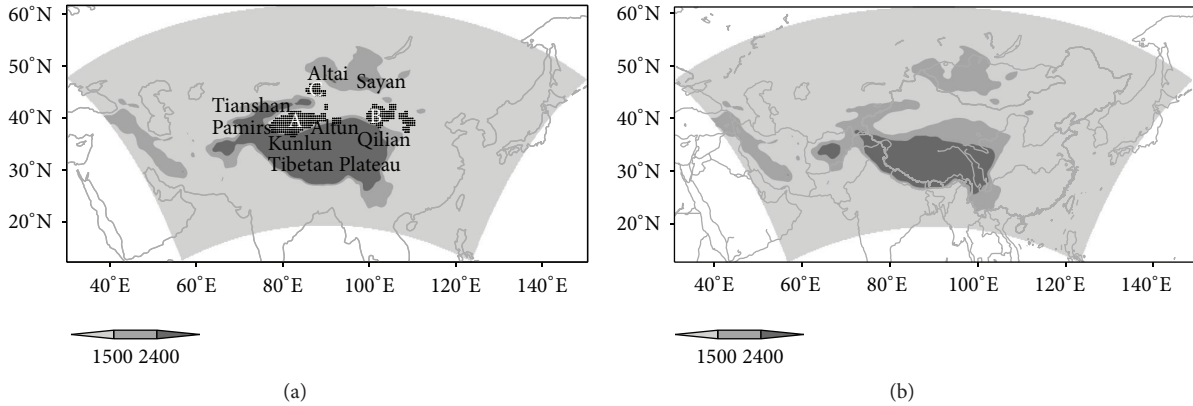 60°N
50°N
40°N
30°N
20°N
Altai
Sayan
C
Tianshan
A
B
Pamirs
Altun
Kunlun
Qilian
Tibetan Plateau
40°E
60°E
80°E
100°E
120°E
140°E
1500 2400
(a)
60°N
50°N
40°N
30°N
20°N
40°E
60°E
80°E
100°E
120°E
140°E
1500 2400
(b)